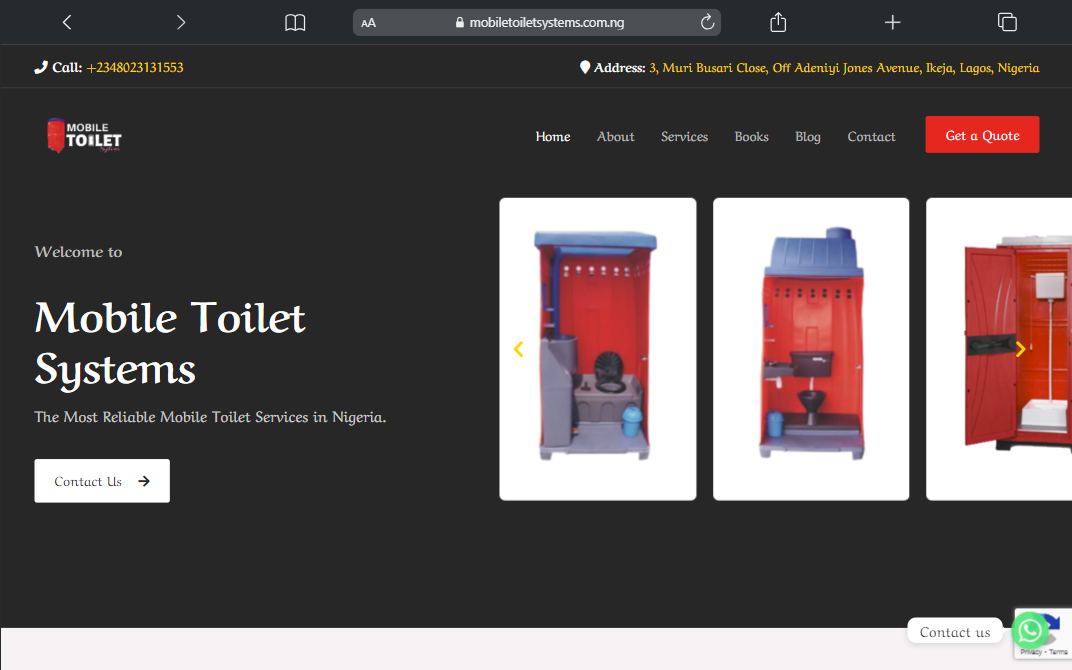 AA
mobiletoiletsystems.com.ng
Call: +2348023131553
Address: 3, Muri Busari Close, Off Adeniyi Jones Avenue, Ikeja, Lagos, Nigeria
MOBILE
TOILET
Systems
Home About Services Books Blog Contact Get a Quote
Welcome to
Mobile Toilet
Systems
The Most Reliable Mobile Toilet Services in Nigeria.
Contact Us
Contact us
Privacy - Terms